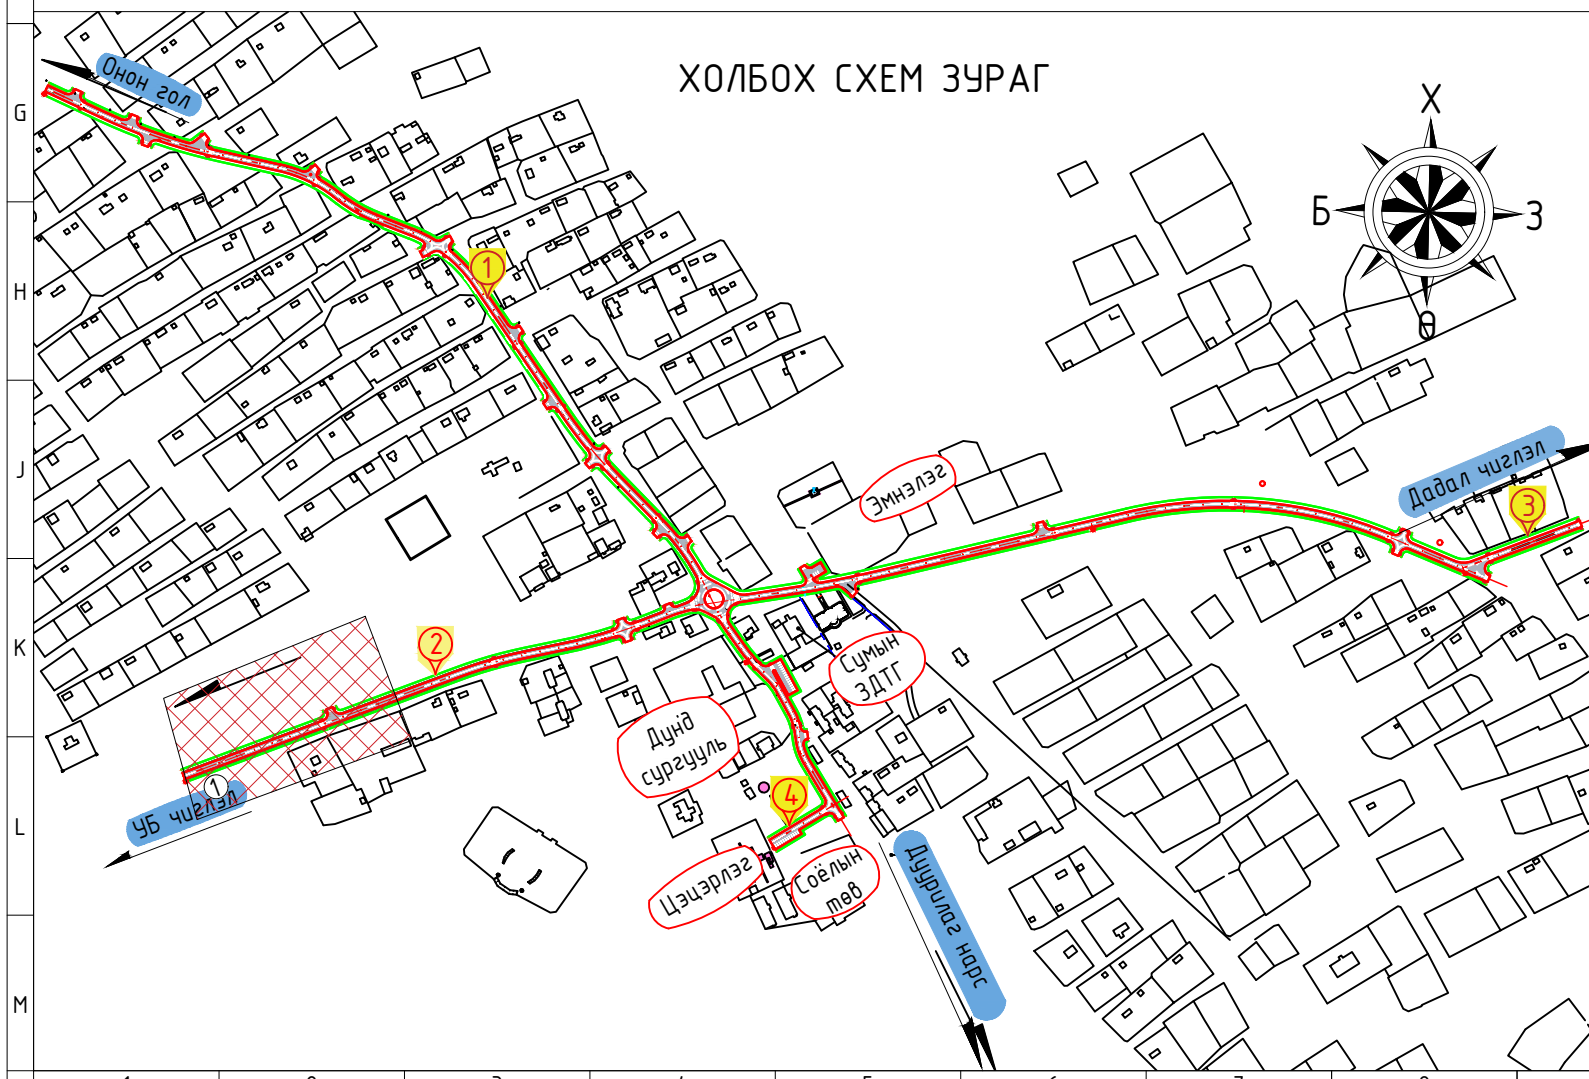 ХОЛБОХ СХЕМ ЗУРАГ
Онон гол
Х
Б
З
Ө
G
H
J
K
L
M
1
2
3
4
1
Эмнэлэг
Дадал чиглэл
Сумын
ЗДТГ
Дунд
сургууль
УБ чиглэл
Цэцэрлэг
Соёлын
төв
Дуурилаг нарс